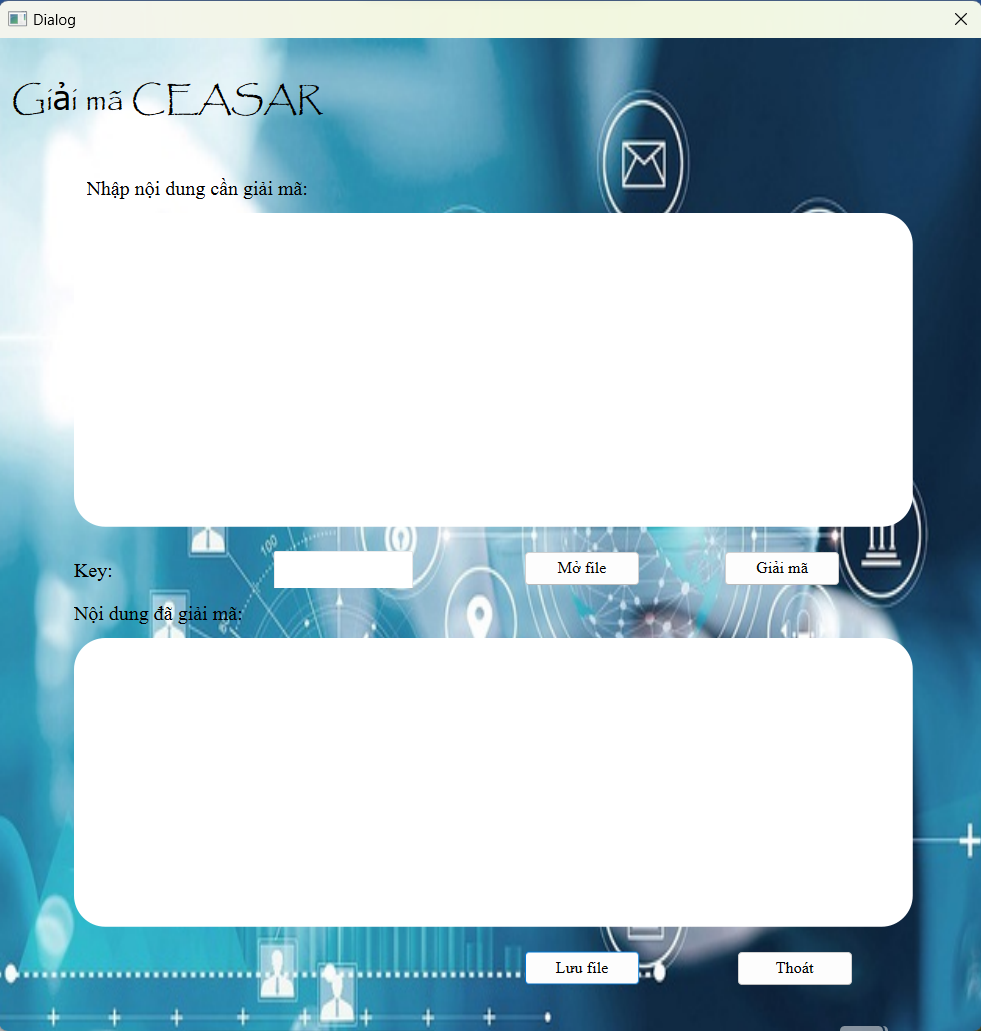 Dialog
Giải mã CEASAR
Nhập nội dung cần giải mã:
100
Key:
Mở file
Giải mã
Nội dung đã giải mã:
Lưu file
Thoát